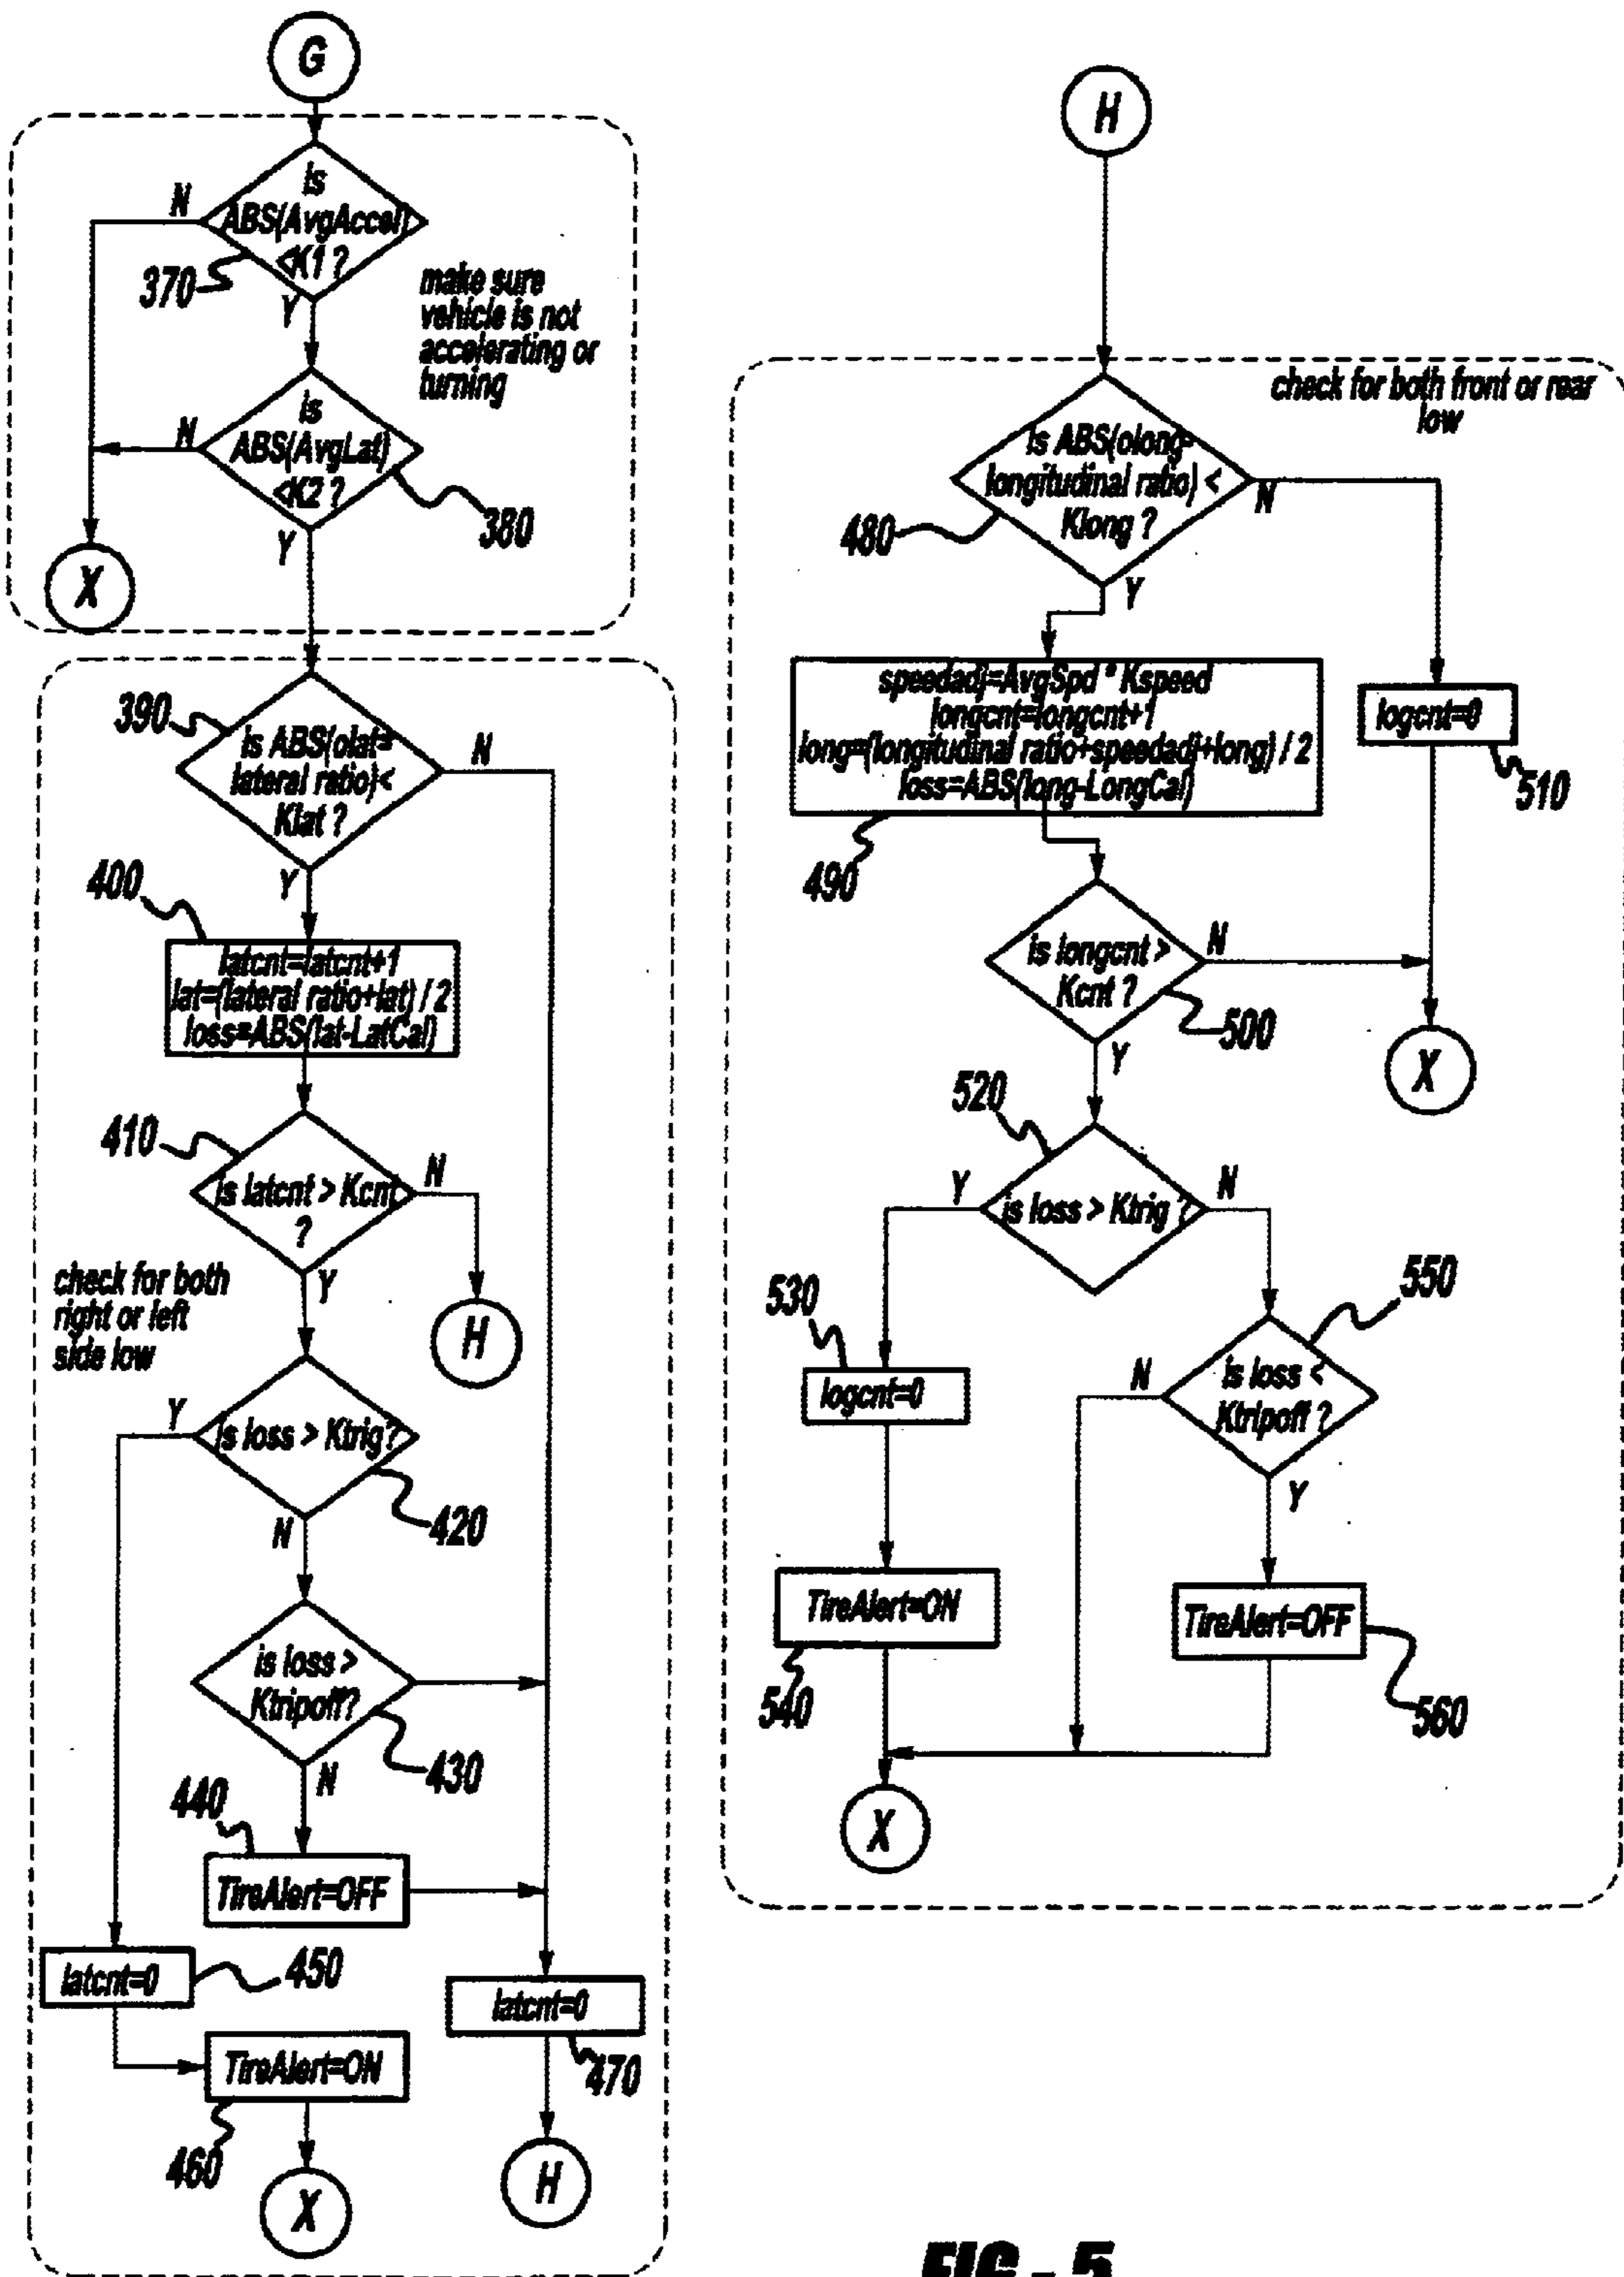 G
is
ABS(AvgAccel)
<K1 ?
N
370
Y
make sure
vehicle is not
accelerating or
turning
is
ABS(AvgLat)
<K2 ?
N
380
Y
X
390
is ABS(olat=
lateral ratio)<
Klat ?
N
Y
400
latcnt=latcnt+1
lat=(lateral ratio+lat) / 2
loss=ABS(lat-LatCal)
410
is latcnt > Kcnt
?
N
Y
H
check for both
right or left
side low
is loss > Ktrig?
Y
N
420
is loss >
Ktripoff?
430
N
440
TireAlert=OFF
latcnt=0
450
latcnt=0
470
TireAlert=ON
460
X
H
H
check for both front or rear
low
is ABS(olong-
longitudinal ratio) <
Klong ?
480
N
Y
speedadj=AvgSpd * Kspeed
longcnt=longcnt+1
long=(longitudinal ratio+speedadj+long) / 2
loss=ABS(long-LongCal)
490
logcnt=0
510
is longcnt >
Kcnt ?
N
500
Y
X
520
is loss > Ktrig ?
Y
N
530
logcnt=0
550
is loss <
Ktripoff ?
N
Y
TireAlert=ON
540
TireAlert=OFF
560
X
FIG - 5